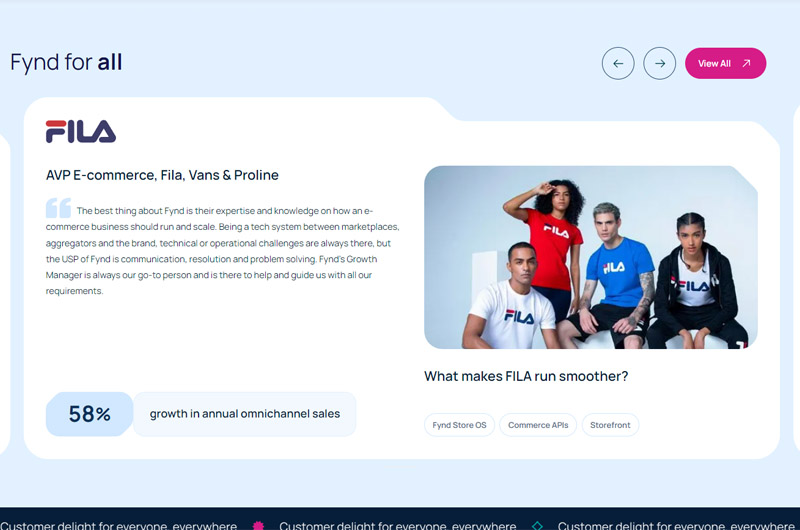 Fynd for all
View All
FILA
AVP E-commerce, Fila, Vans & Proline
The best thing about Fynd is their expertise and knowledge on how an e-
commerce business should run and scale. Being a tech system between marketplaces,
aggregators and the brand, technical or operational challenges are always there, but
the USP of Fynd is communication, resolution and problem solving. Fynd's Growth
Manager is always our go-to person and is there to help and guide us with all our
requirements.
58%
growth in annual omnichannel sales
FILA
FILA
FILA
FILA
What makes FILA run smoother?
Fynd Store OS
Commerce APIs
Storefront
Customer delight for everyone, everywhere
Customer delight for everyone, everywhere
Customer delight for everyone, everywhere